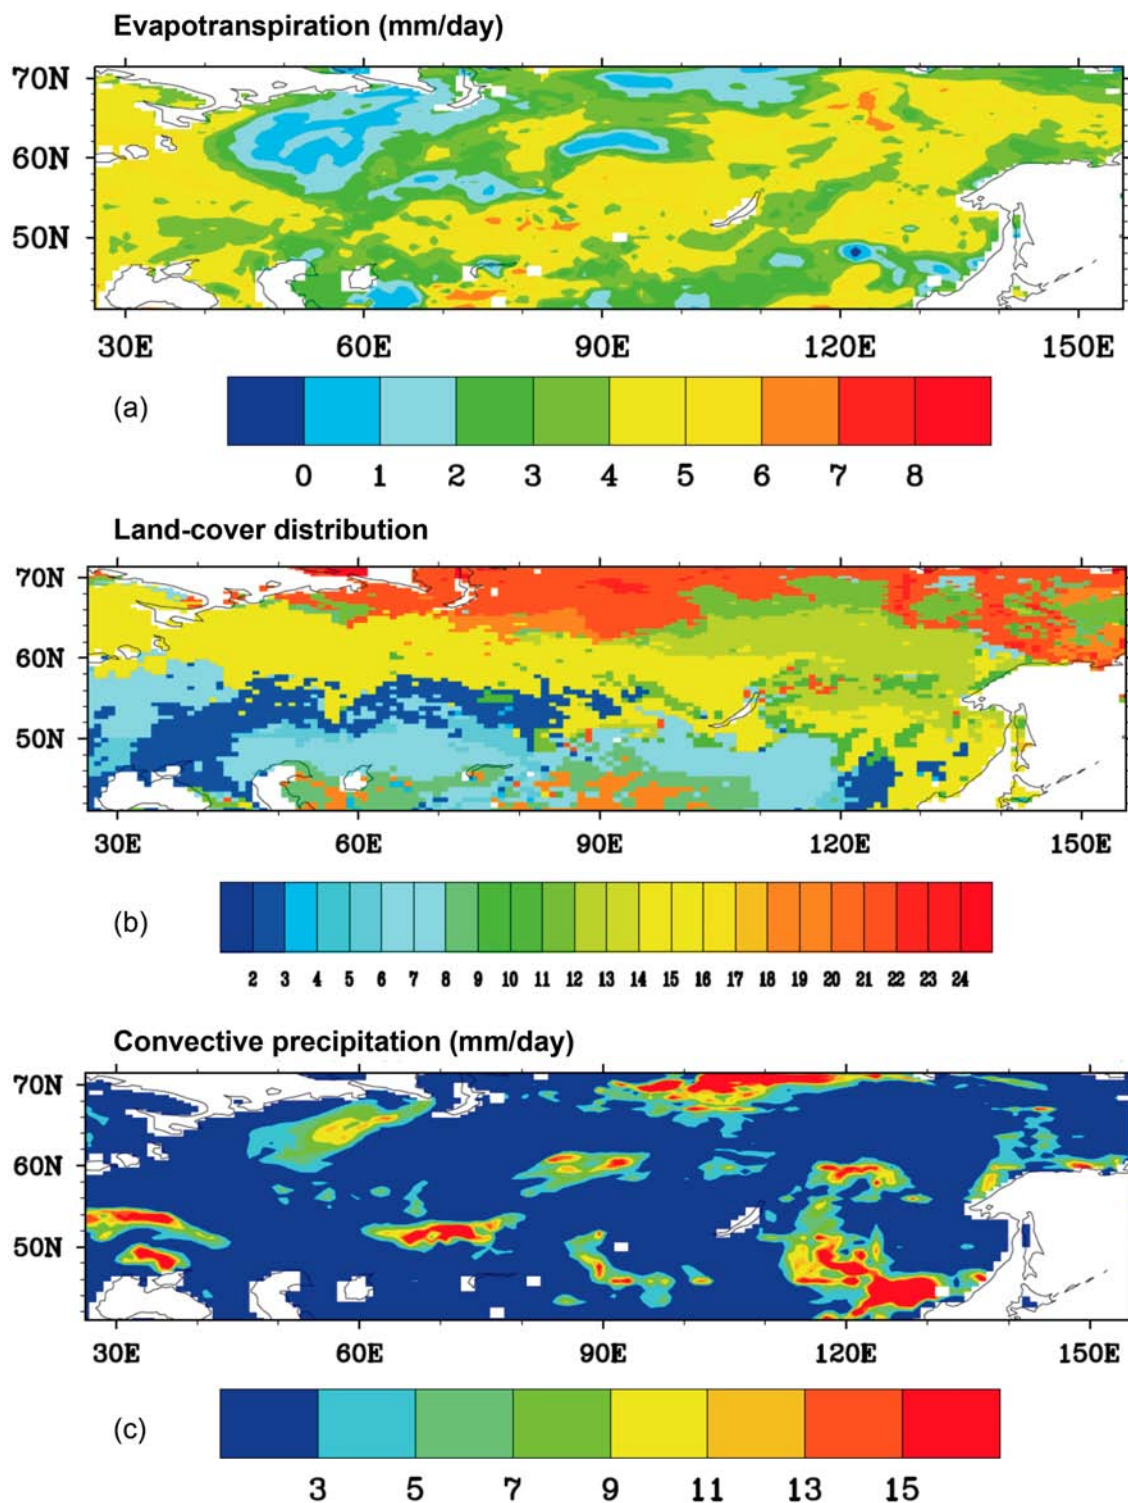 Evapotranspiration (mm/day)
70N
60N
50N
30E 60E 90E 120E 150E
(a)
0 1 2 3 4 5 6 7 8
Land-cover distribution
70N
60N
50N
30E 60E 90E 120E 150E
(b)
2 3 4 5 6 7 8 9 10 11 12 13 14 15 16 17 18 19 20 21 22 23 24
Convective precipitation (mm/day)
70N
60N
50N
30E 60E 90E 120E 150E
(c)
3 5 7 9 11 13 15